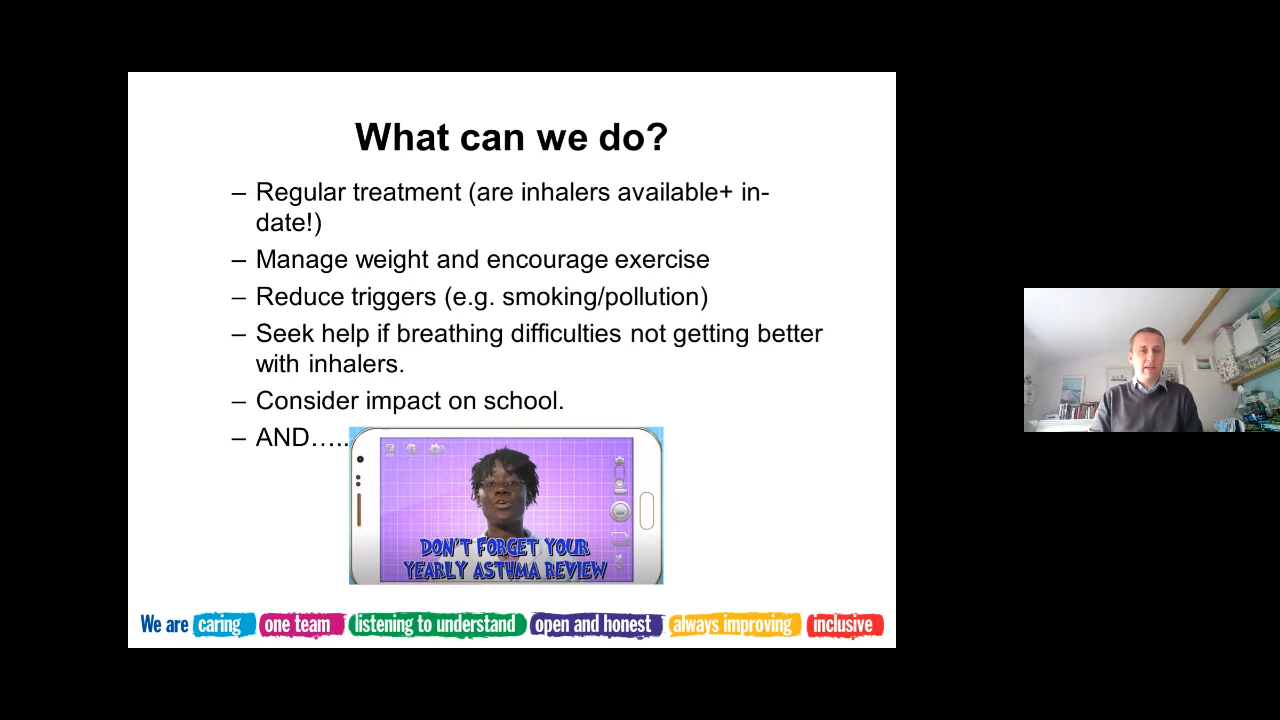 What can we do?
– Regular treatment (are inhalers available+ in-
date!)
– Manage weight and encourage exercise
– Reduce triggers (e.g. smoking/pollution)
– Seek help if breathing difficulties not getting better
with inhalers.
– Consider impact on school.
– AND…..
DON'T FORGET YOUR
YEARLY ASTHMA REVIEW
We are caring one team listening to understand open and honest always improving inclusive